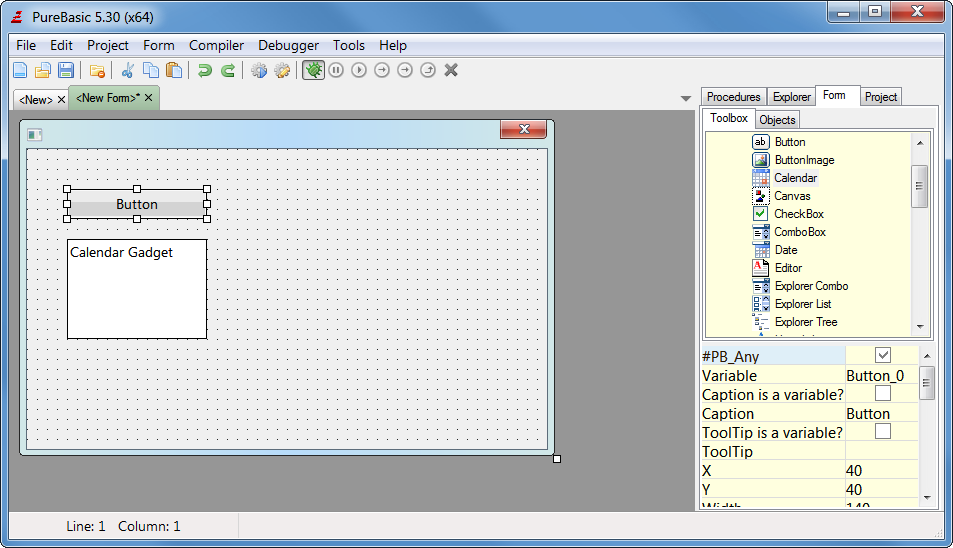 PureBasic 5.30 (x64)
File Edit Project Form Compiler Debugger Tools Help
<New> <New Form>*
Procedures Explorer Form Project
Toolbox Objects
Button
Calendar Gadget
ab Button
ButtonImage
Calendar
Canvas
CheckBox
ComboBox
Date
Editor
Explorer Combo
Explorer List
Explorer Tree
#PB_Any
Variable Button_0
Caption is a variable?
Caption Button
ToolTip is a variable?
ToolTip
X 40
Y 40
Width 140
Line: 1 Column: 1